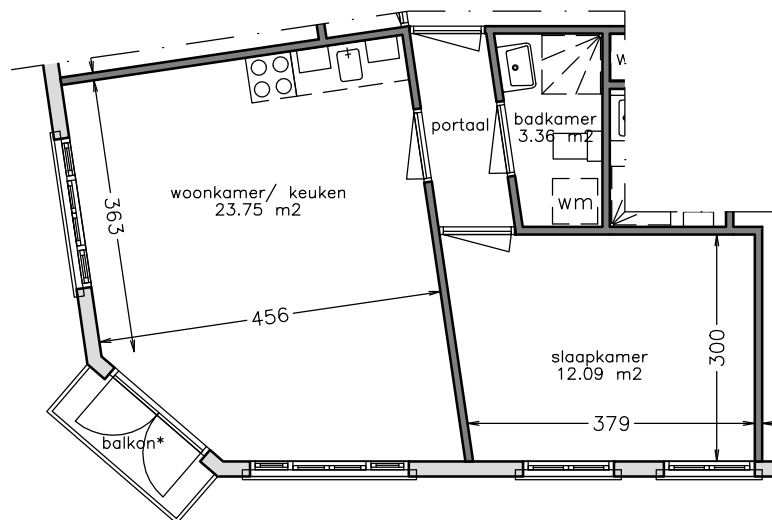 w
portaal
badkamer
3.36 m2
woonkamer/ keuken
23.75 m2
wm
363
456
slaapkamer
12.09 m2
300
379
balkon*